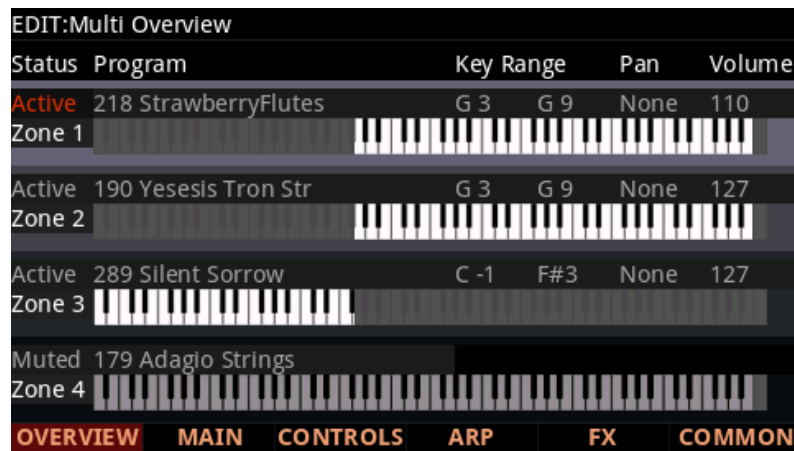 EDIT:Multi Overview
Status Program Key Range Pan Volume
Active 218 StrawberryFlutes G 3 G 9 None 110
Zone 1
Active 190 Yesesis Tron Str G 3 G 9 None 127
Zone 2
Active 289 Silent Sorrow C -1 F#3 None 127
Zone 3
Muted 179 Adagio Strings
Zone 4
OVERVIEW MAIN CONTROLS ARP FX COMMON